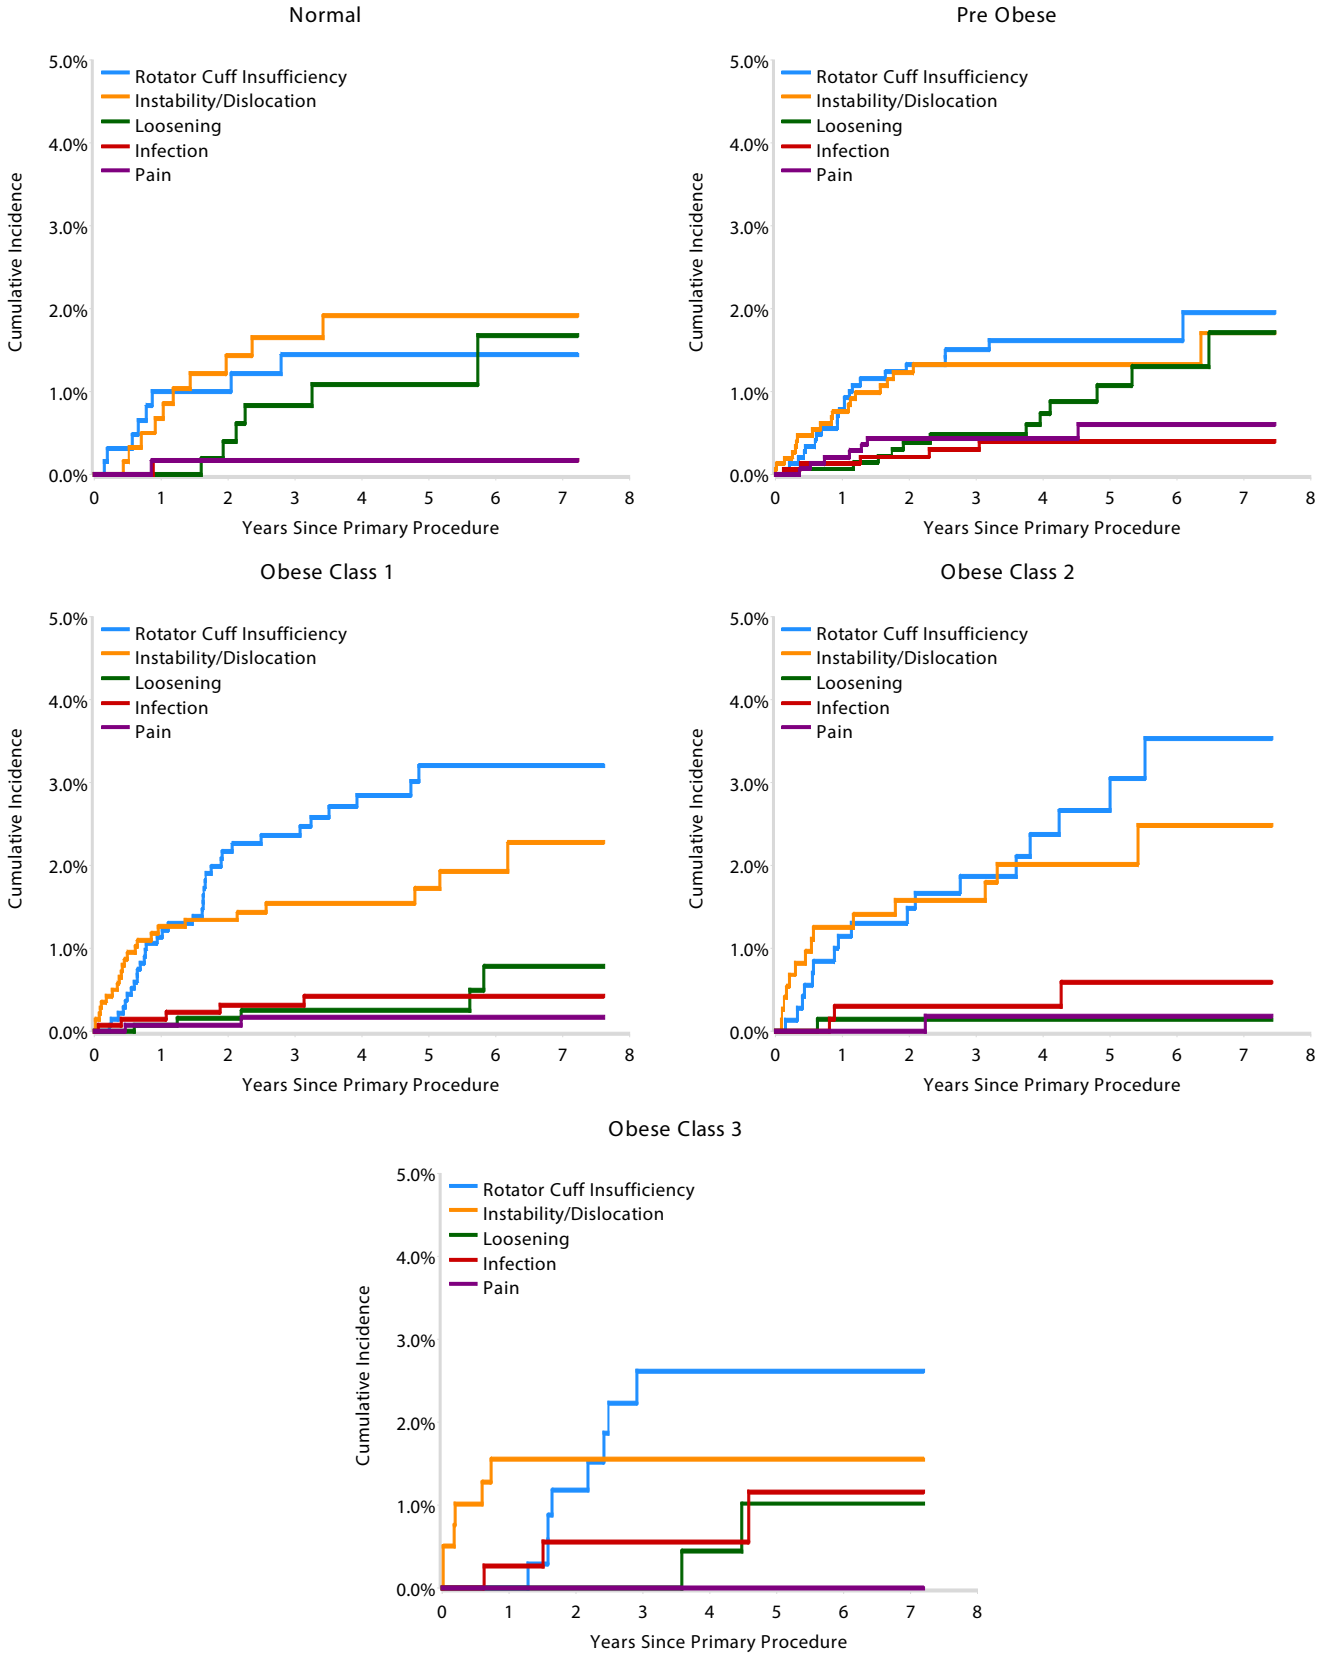 Normal
Pre Obese
5.0%
4.0%
3.0%
2.0%
1.0%
0.0%
Cumulative Incidence
Rotator Cuff Insufficiency
Instability/Dislocation
Loosening
Infection
Pain
0 1 2 3 4 5 6 7 8
Years Since Primary Procedure
5.0%
4.0%
3.0%
2.0%
1.0%
0.0%
Cumulative Incidence
Rotator Cuff Insufficiency
Instability/Dislocation
Loosening
Infection
Pain
0 1 2 3 4 5 6 7 8
Years Since Primary Procedure
Obese Class 1
Obese Class 2
5.0%
4.0%
3.0%
2.0%
1.0%
0.0%
Cumulative Incidence
Rotator Cuff Insufficiency
Instability/Dislocation
Loosening
Infection
Pain
0 1 2 3 4 5 6 7 8
Years Since Primary Procedure
5.0%
4.0%
3.0%
2.0%
1.0%
0.0%
Cumulative Incidence
Rotator Cuff Insufficiency
Instability/Dislocation
Loosening
Infection
Pain
0 1 2 3 4 5 6 7 8
Years Since Primary Procedure
Obese Class 3
5.0%
4.0%
3.0%
2.0%
1.0%
0.0%
Cumulative Incidence
Rotator Cuff Insufficiency
Instability/Dislocation
Loosening
Infection
Pain
0 1 2 3 4 5 6 7 8
Years Since Primary Procedure